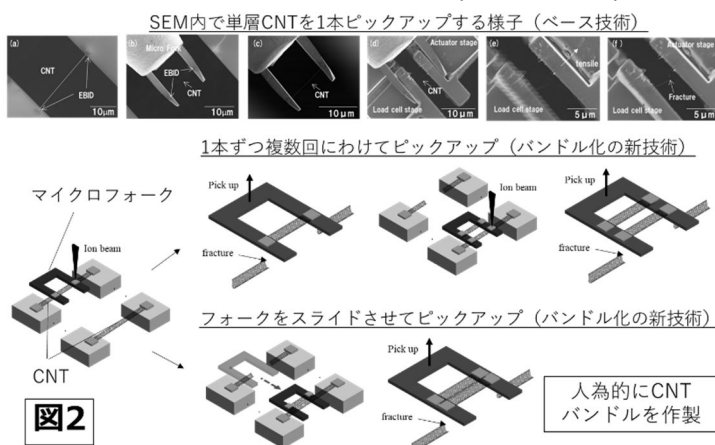 SEM内で単層CNTを1本ピックアップする様子（ベース技術）
(a)
CNT
EBID
10μm
(b)
Micro Fork
EBID
CNT
10μm
(c)
CNT
10μm
(d)
Actuator stage
CNT
Load cell stage
10μm
(e)
Actuator stage
tensile
Load cell stage
5μm
(f)
Actuator stage
Fracture
Load cell stage
5μm
1本ずつ複数回にわけてピックアップ（バンドル化の新技術）
マイクロフォーク
Ion beam
CNT
Pick up
fracture
Ion beam
Pick up
fracture
フォークをスライドさせてピックアップ（バンドル化の新技術）
Pick up
fracture
人為的にCNT
バンドルを作製
図2